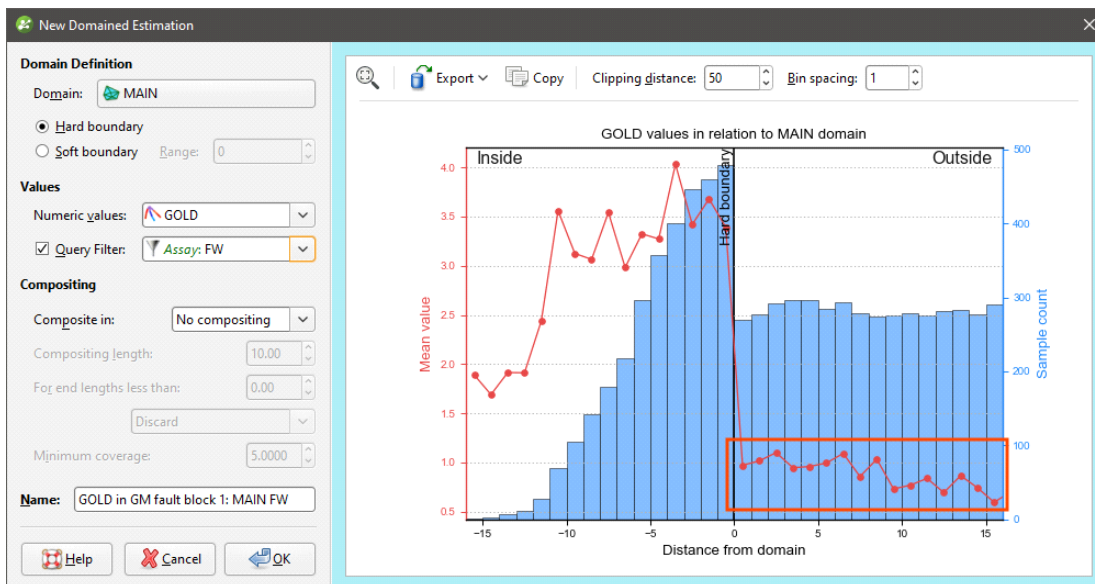 New Domained Estimation
Domain Definition
Domain: MAIN
Hard boundary
Soft boundary Range: 0
Values
Numeric values: GOLD
Query Filter: Assay: FW
Compositing
Composite in: No compositing
Compositing length: 10.00
For end lengths less than: 0.00
Discard
Minimum coverage: 5.0000
Name: GOLD in GM fault block 1: MAIN FW
Help Cancel OK
Export Copy Clipping distance: 50 Bin spacing: 1
GOLD values in relation to MAIN domain
Inside Hard boundary Outside
Mean value
4.0
3.5
3.0
2.5
2.0
1.5
1.0
0.5
500
400
300
200
100
0
Sample count
−15 −10 −5 0 5 10 15
Distance from domain